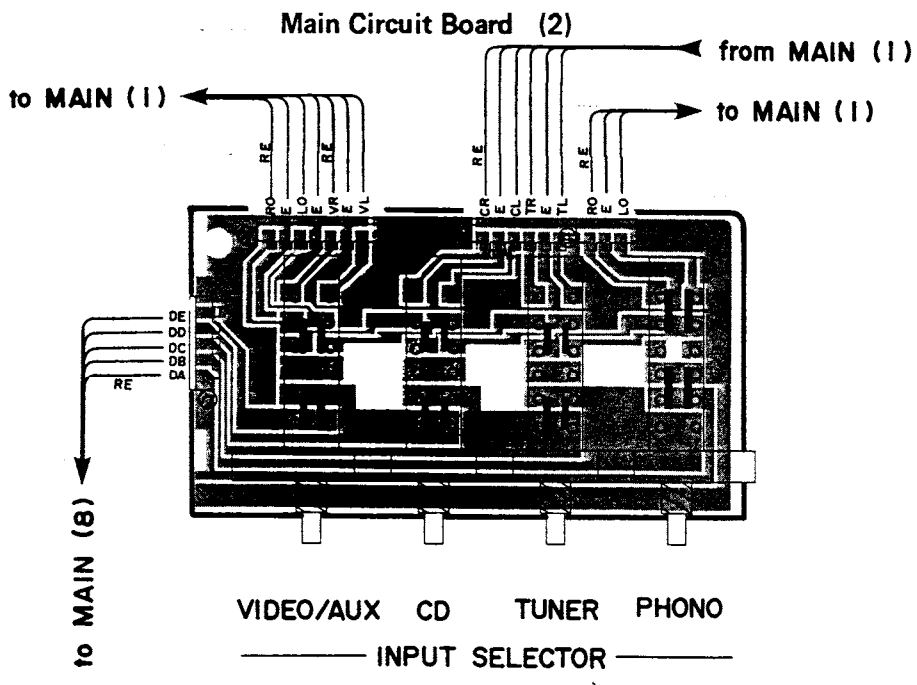 Main Circuit Board (2)
from MAIN (1)
to MAIN (1)
to MAIN (1)
RE
RE
RE
RO E LO E VR E VL
CR E CL TR E TL
RO E LO
DE
DD
DC
DB
DA
RE
to MAIN (8)
VIDEO/AUX CD TUNER PHONO
INPUT SELECTOR